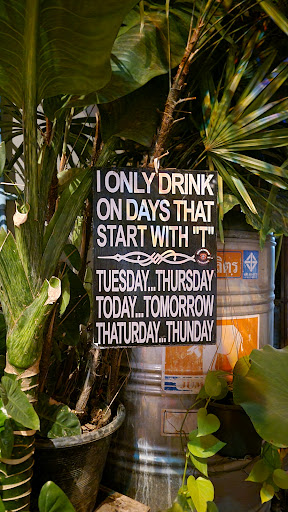 I ONLY DRINK
ON DAYS THAT
START WITH "T"
TUESDAY...THURSDAY
TODAY...TOMORROW
THATURDAY...THUNDAY